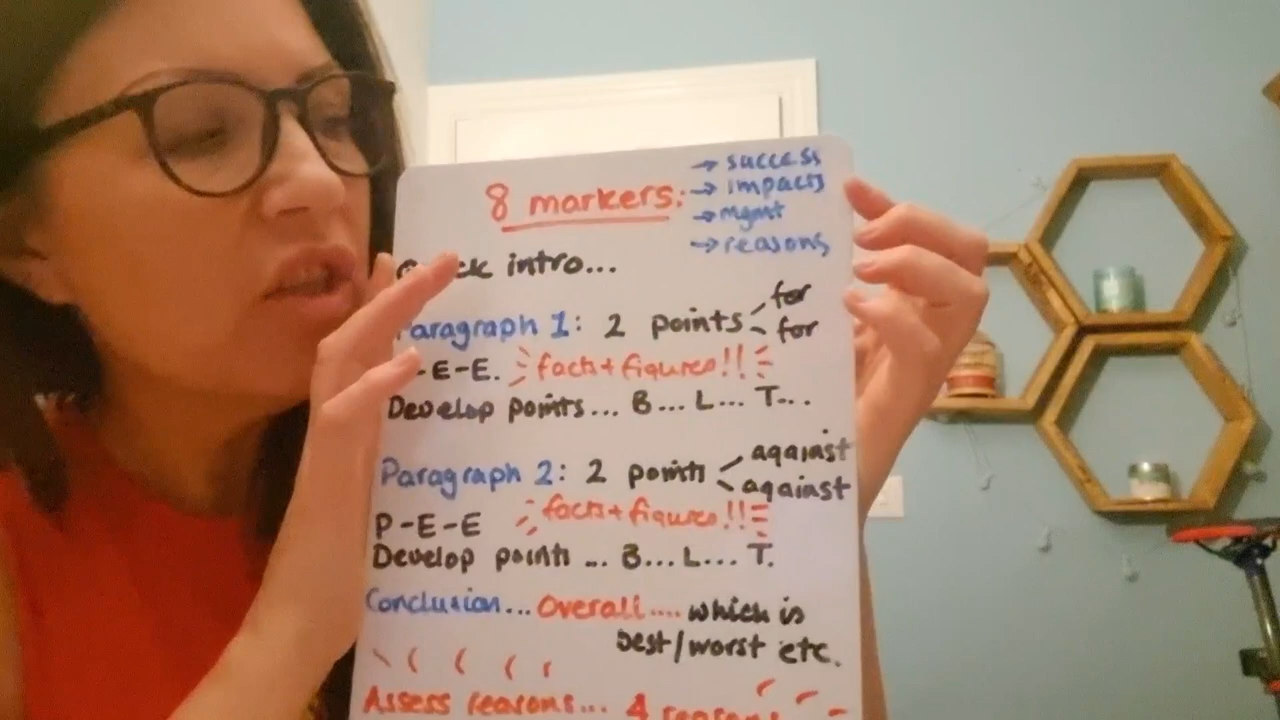 8 markers: → success
→ impacts
→ mgmt
→ reasons
intro...
Paragraph 1: 2 points - for
- for
-E-E. facts + figures!!
Develop points... B... L... T...
Paragraph 2: 2 points - against
- against
P-E-E facts + figures!!
Develop points ... B... L... T.
Conclusion... Overall.... which is
best/worst etc.
Assess reasons... 4 reasons